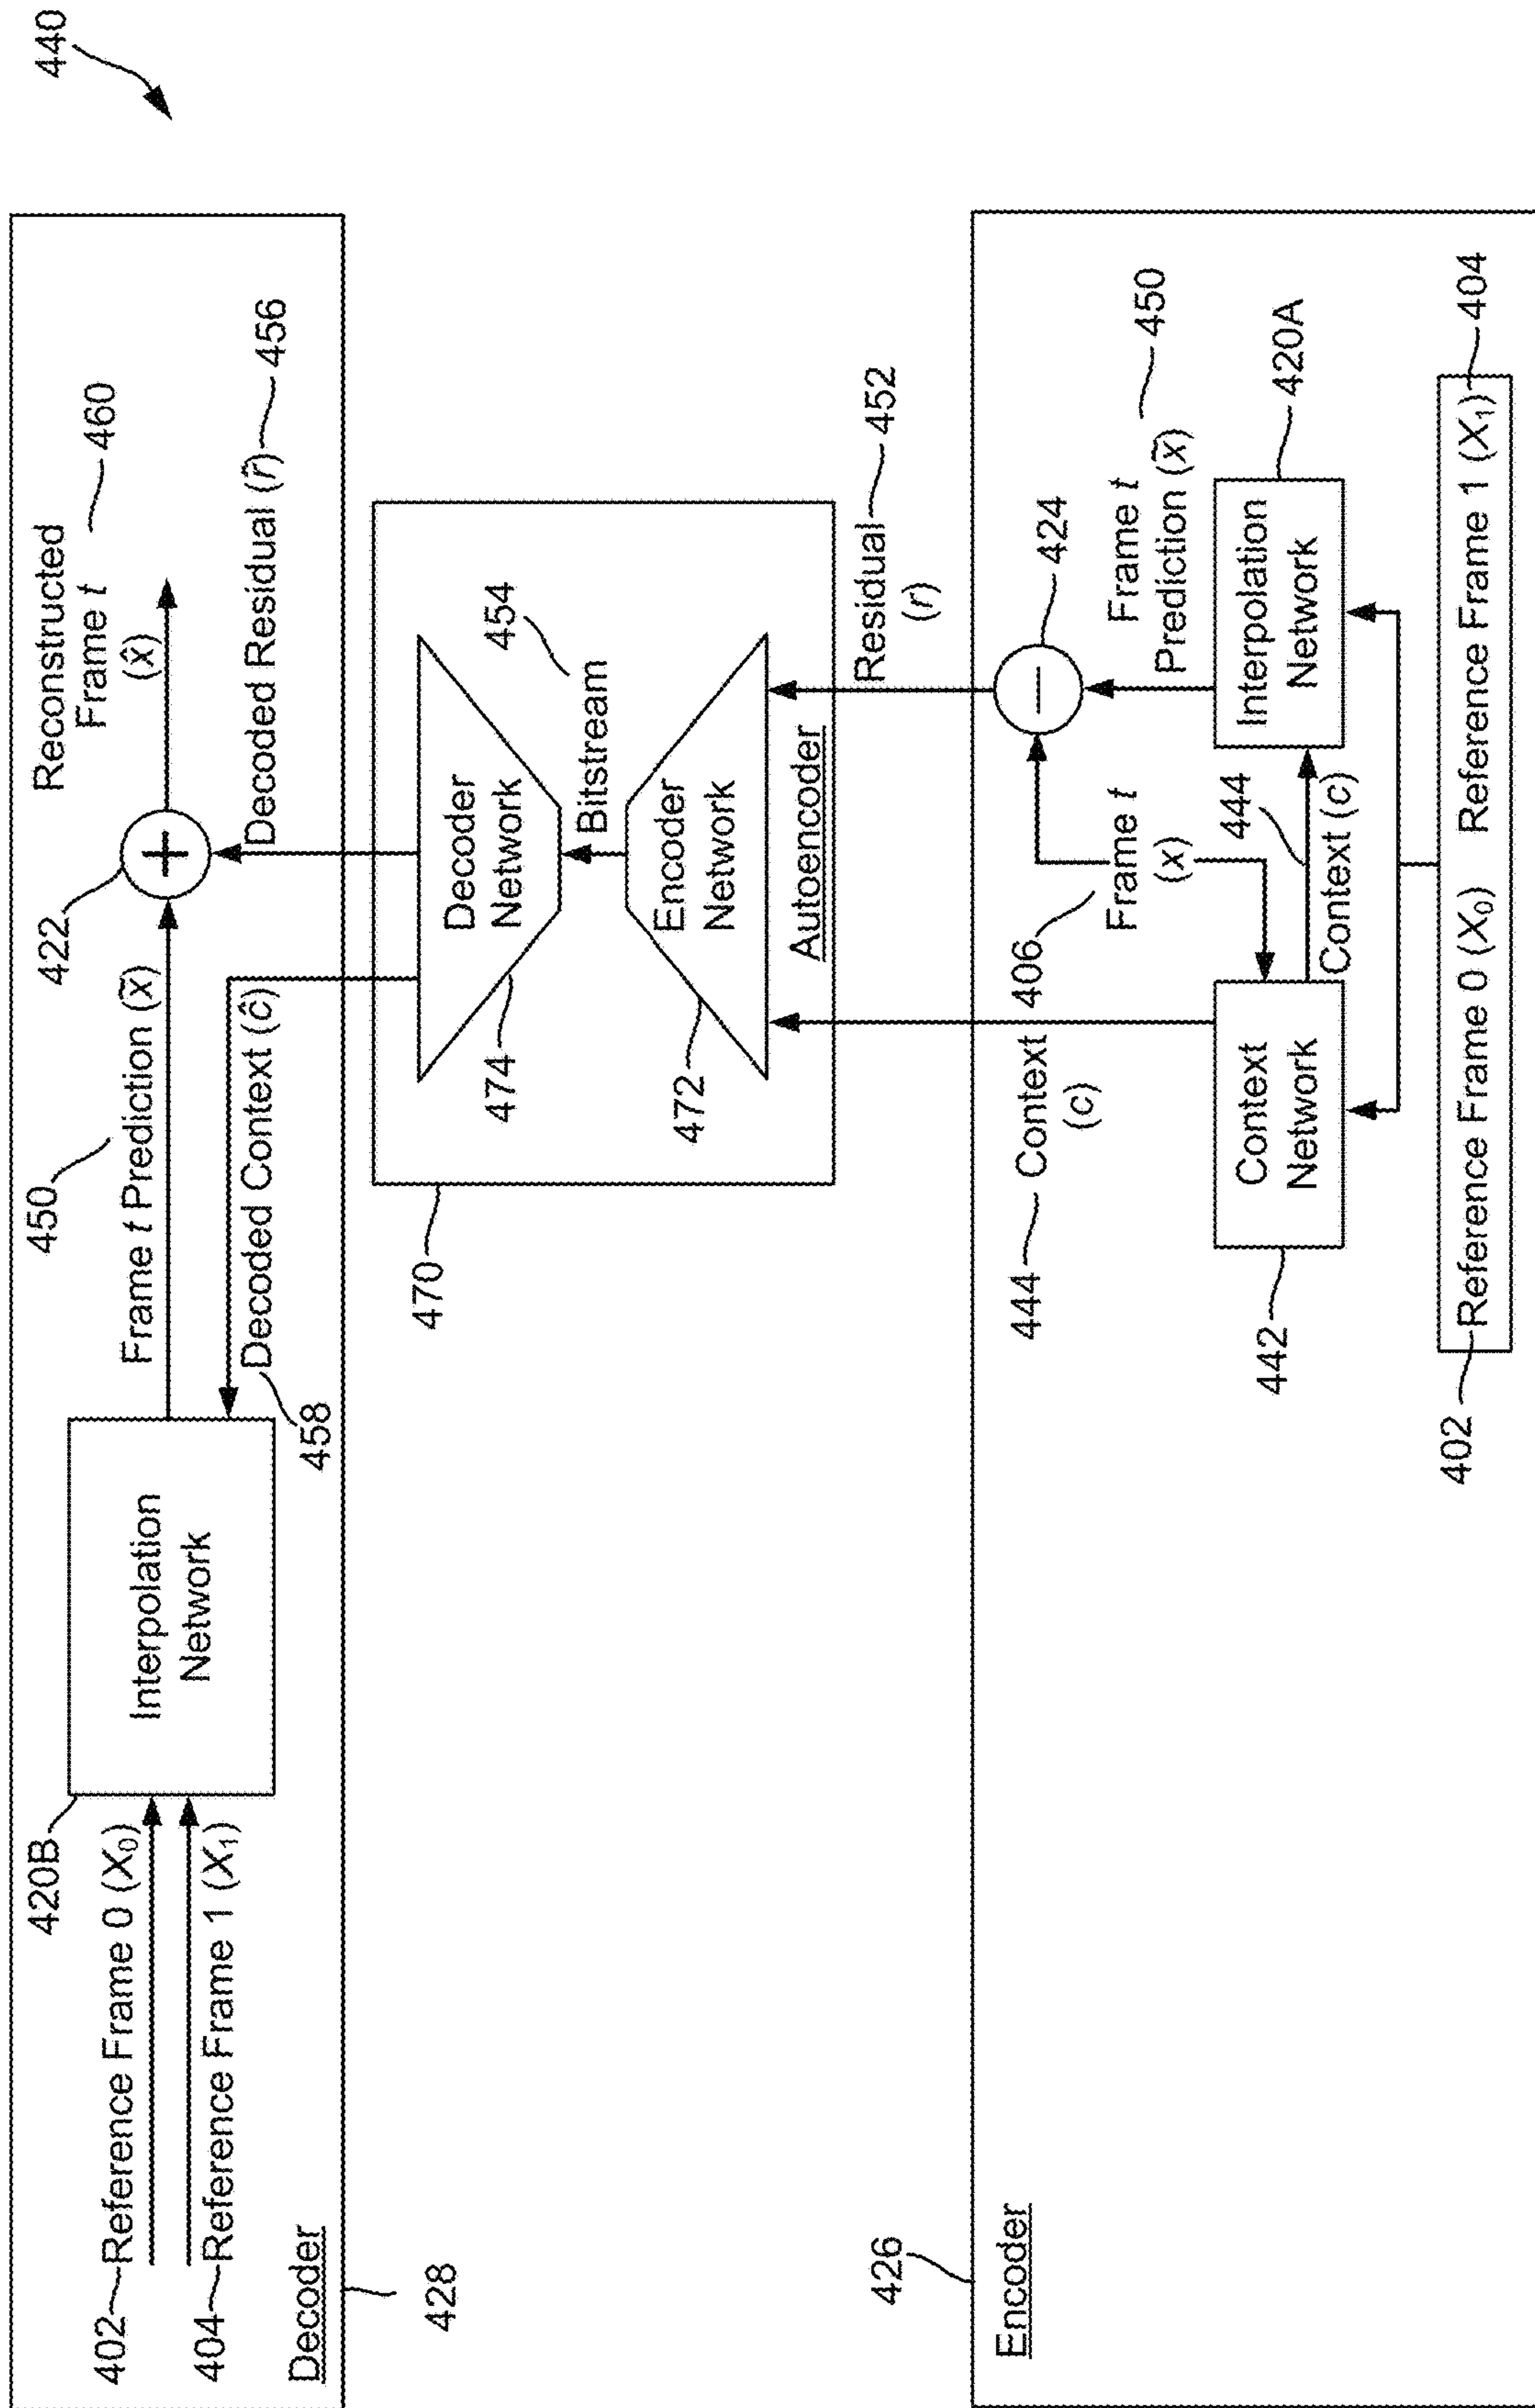 440
Decoder
428
402
Reference Frame 0 (X₀)
404
Reference Frame 1 (X₁)
420B
Interpolation
Network
450
Frame t Prediction (x̃)
458
Decoded Context (ĉ)
422
+
Reconstructed
Frame t
(x̂)
460
Decoded Residual (r̂)
456
470
474
Decoder
Network
Bitstream
454
472
Encoder
Network
Autoencoder
426
Encoder
444
Context
(c)
Residual
(r)
452
406
Frame t
(x)
−
424
Frame t
Prediction (x̃)
450
442
Context
Network
444
Context (c)
Interpolation
Network
420A
402
Reference Frame 0 (X₀)
Reference Frame 1 (X₁)
404